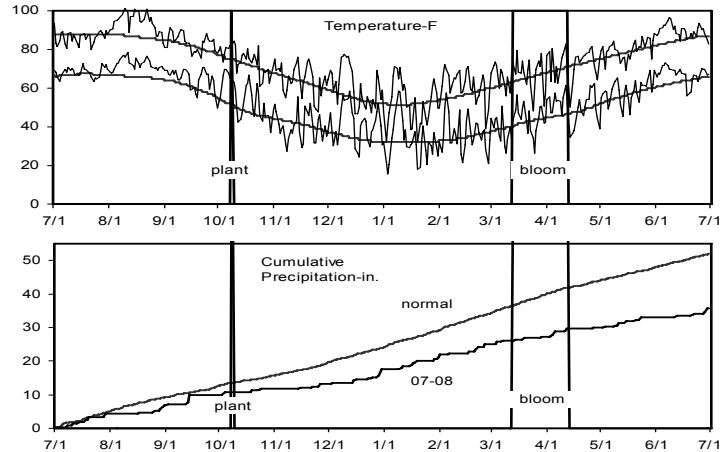 100
Temperature-F
80
60
40
20
plant
bloom
0
7/1 8/1 9/1 10/1 11/1 12/1 1/1 2/1 3/1 4/1 5/1 6/1 7/1
50
Cumulative
Precipitation-in.
40
normal
30
20
07-08
10
plant
bloom
0
7/1 8/1 9/1 10/1 11/1 12/1 1/1 2/1 3/1 4/1 5/1 6/1 7/1